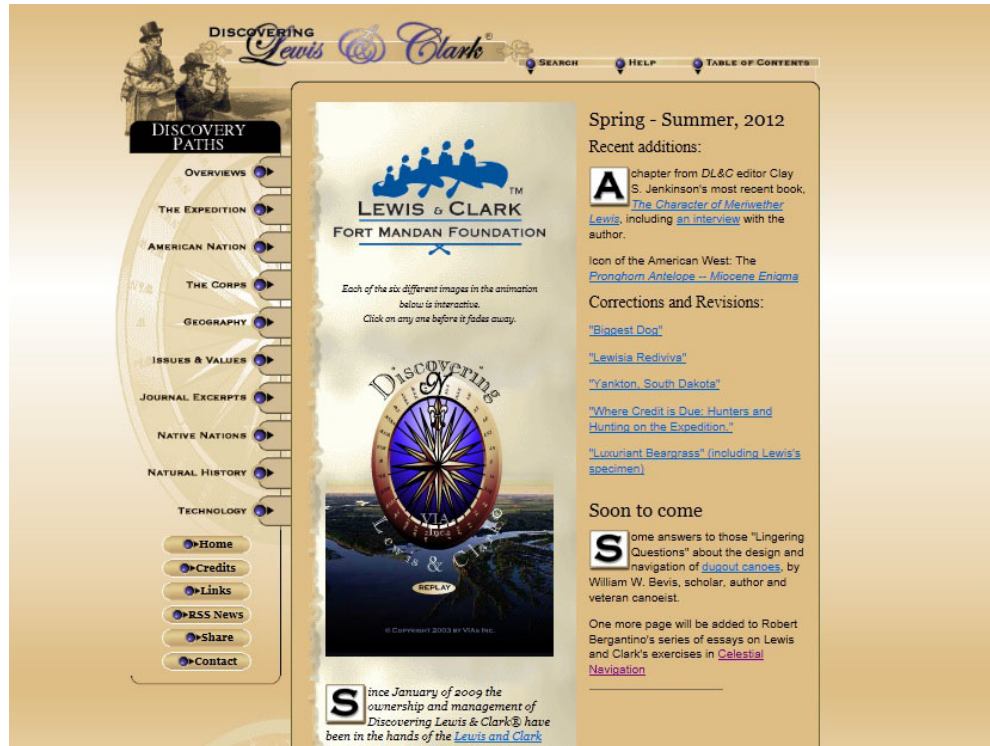 DISCOVERING
Lewis & Clark®
SEARCH
HELP
TABLE OF CONTENTS
DISCOVERY
PATHS
OVERVIEWS
THE EXPEDITION
AMERICAN NATION
THE CORPS
GEOGRAPHY
ISSUES & VALUES
JOURNAL EXCERPTS
NATIVE NATIONS
NATURAL HISTORY
TECHNOLOGY
Home
Credits
Links
RSS News
Share
Contact
TM
LEWIS & CLARK
FORT MANDAN FOUNDATION
Each of the six different images in the animation
below is interactive.
Click on any one before it fades away.
Discovering
N
VIA
Lewis & Clark
REPLAY
© COPYRIGHT 2003 BY VIAS INC.
Since January of 2009 the
ownership and management of
Discovering Lewis & Clark® have
been in the hands of the Lewis and Clark
Spring - Summer, 2012
Recent additions:
A chapter from DL&C editor Clay
S. Jenkinson's most recent book,
The Character of Meriwether
Lewis, including an interview with the
author.
Icon of the American West: The
Pronghorn Antelope -- Miocene Enigma
Corrections and Revisions:
"Biggest Dog"
"Lewisia Rediviva"
"Yankton, South Dakota"
"Where Credit is Due: Hunters and
Hunting on the Expedition."
"Luxuriant Beargrass" (including Lewis's
specimen)
Soon to come
Some answers to those "Lingering
Questions" about the design and
navigation of dugout canoes, by
William W. Bevis, scholar, author and
veteran canoeist.
One more page will be added to Robert
Bergantino's series of essays on Lewis
and Clark's exercises in Celestial
Navigation